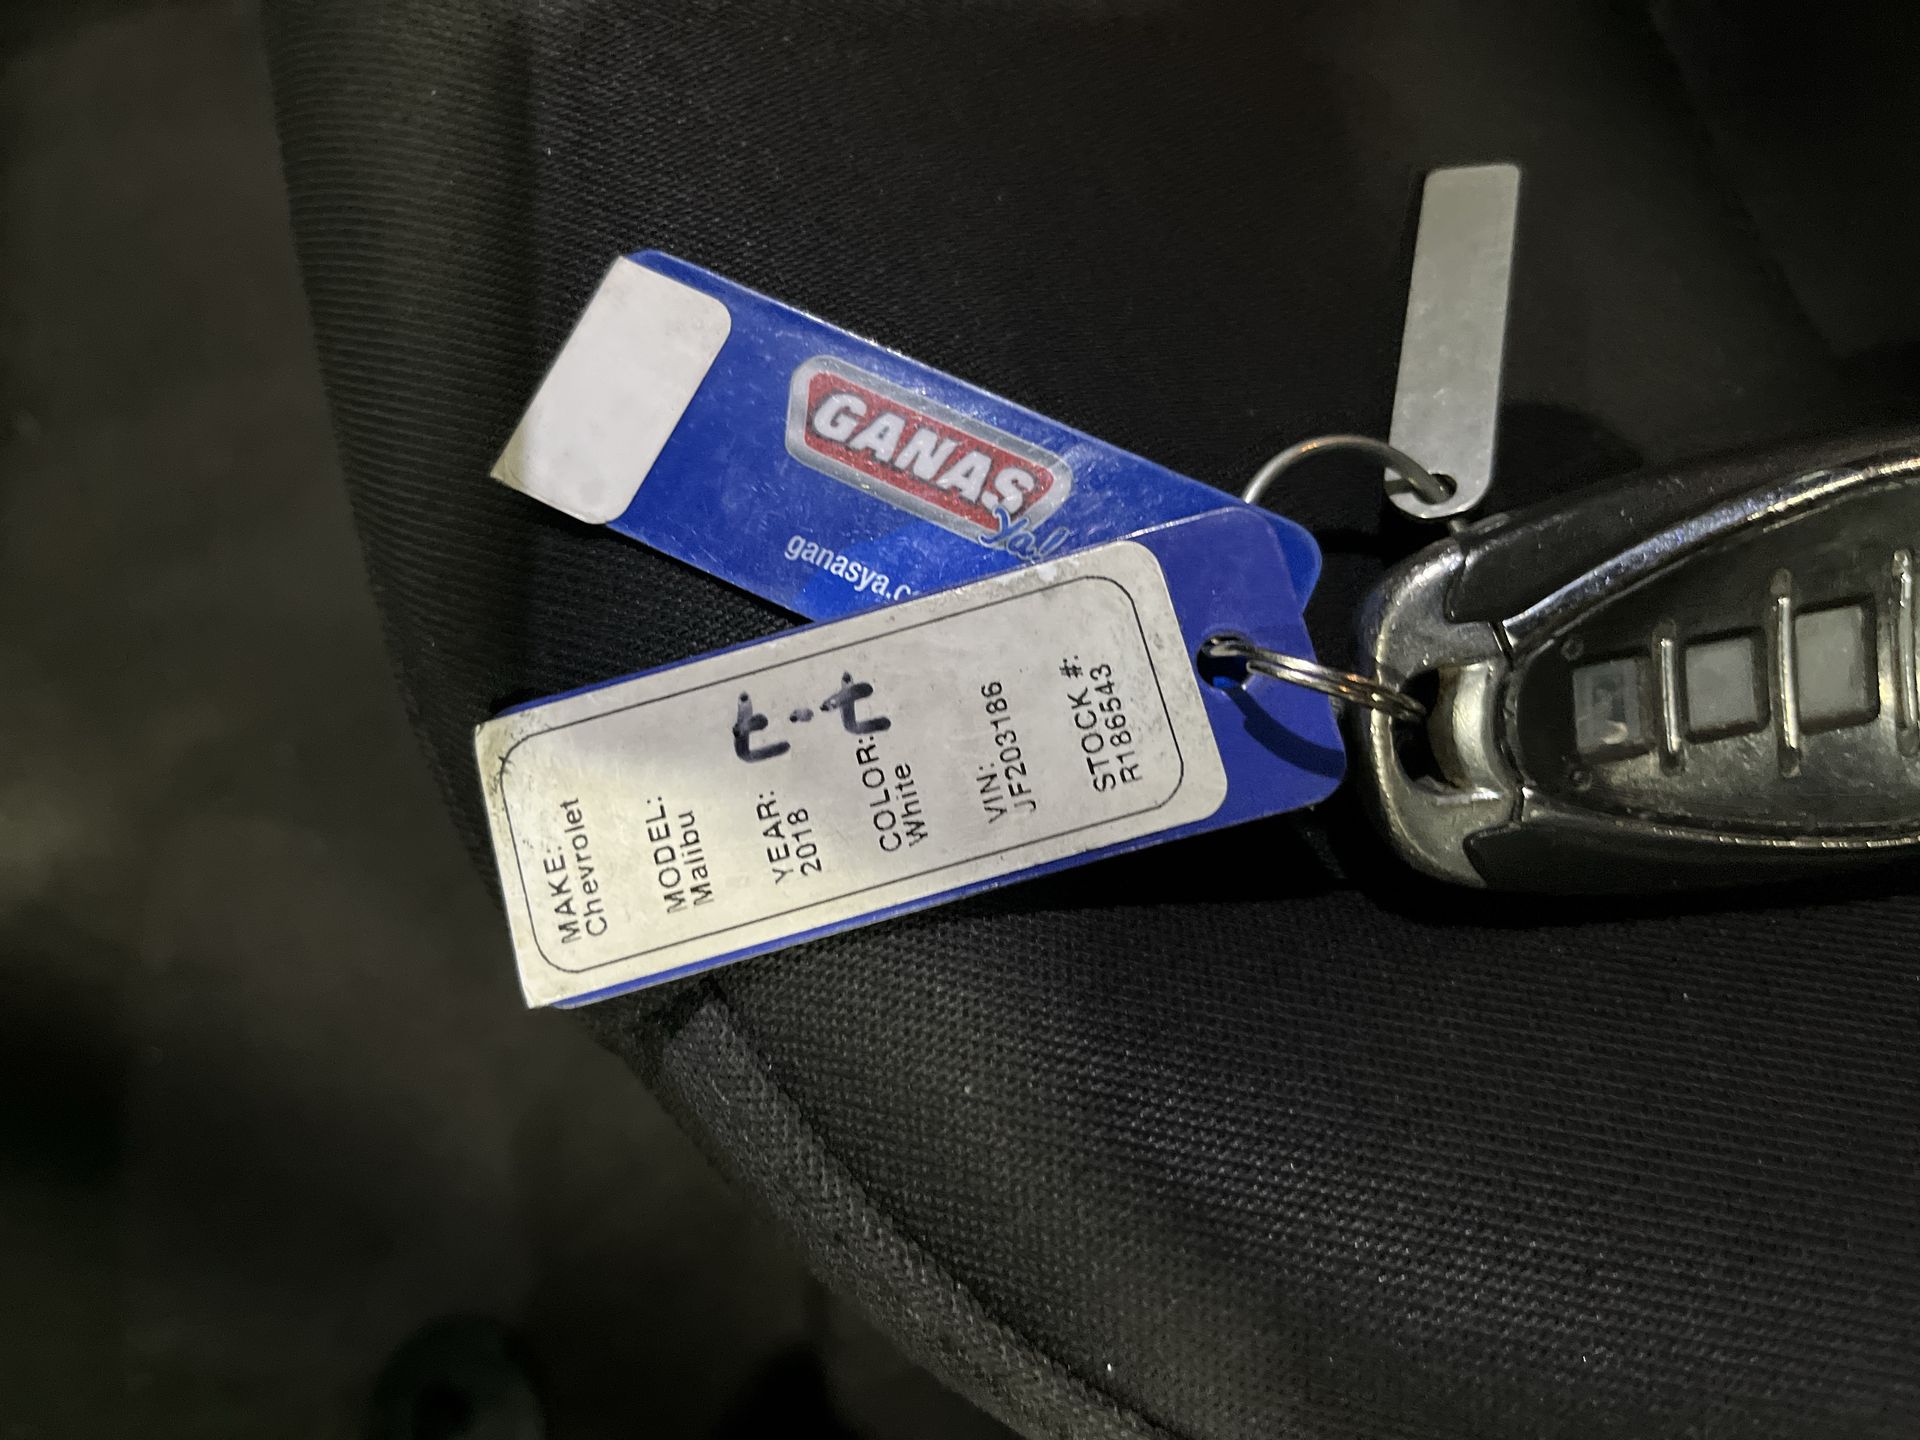 GANAS
Ya!
ganasya.c
MAKE:
Chevrolet
MODEL:
Malibu
YEAR:
2018
t-t
COLOR:
White
VIN:
JF203186
STOCK #:
R186543